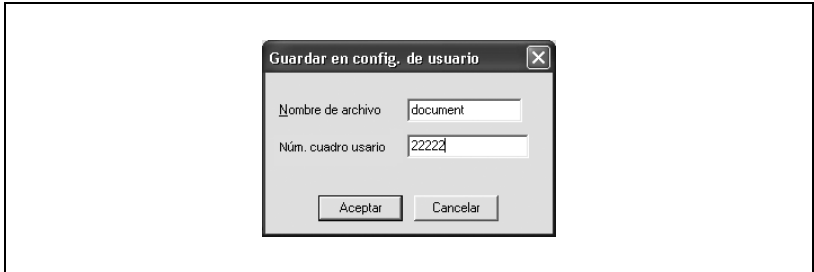 Guardar en config. de usuario
Nombre de archivo document
Núm. cuadro usario 22222
Aceptar Cancelar